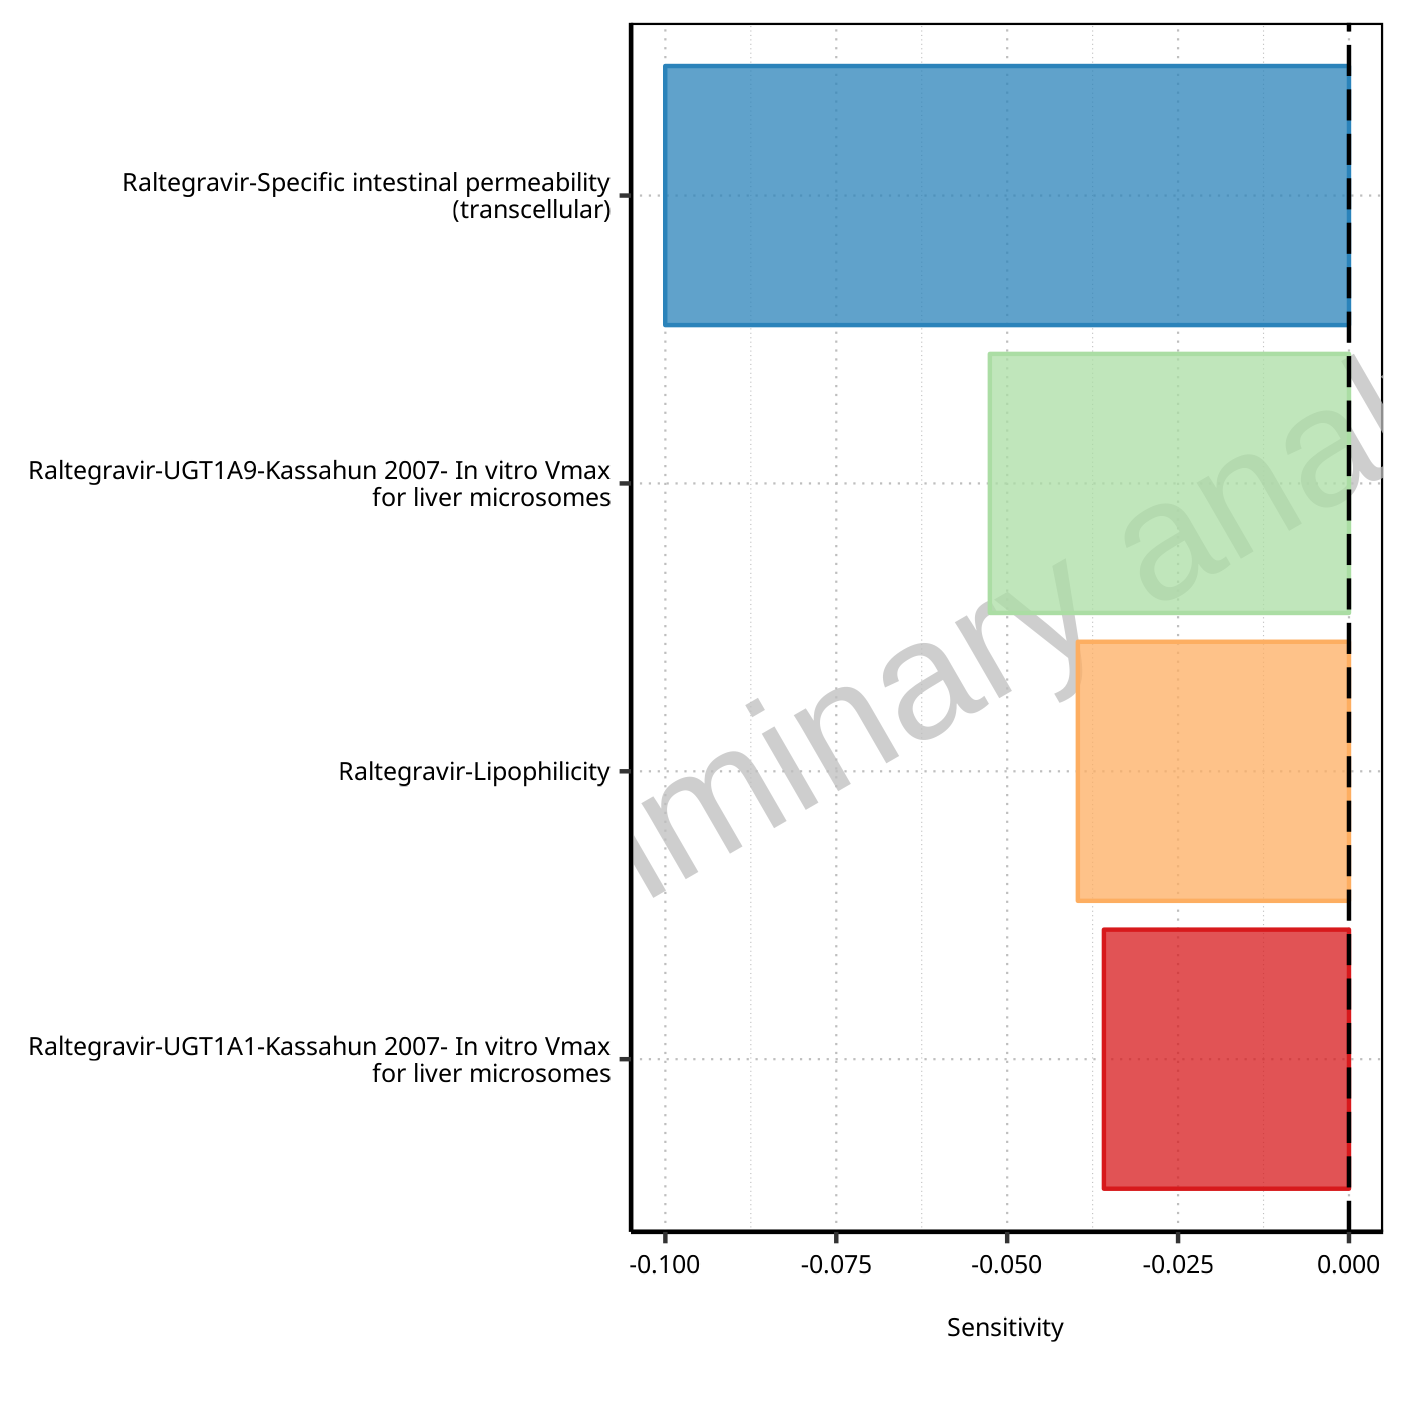 Raltegravir-Specific intestinal permeability
(transcellular)
Raltegravir-UGT1A9-Kassahun 2007- In vitro Vmax
for liver microsomes
Raltegravir-Lipophilicity
Raltegravir-UGT1A1-Kassahun 2007- In vitro Vmax
for liver microsomes
minary anal
-0.100 -0.075 -0.050 -0.025 0.000
Sensitivity